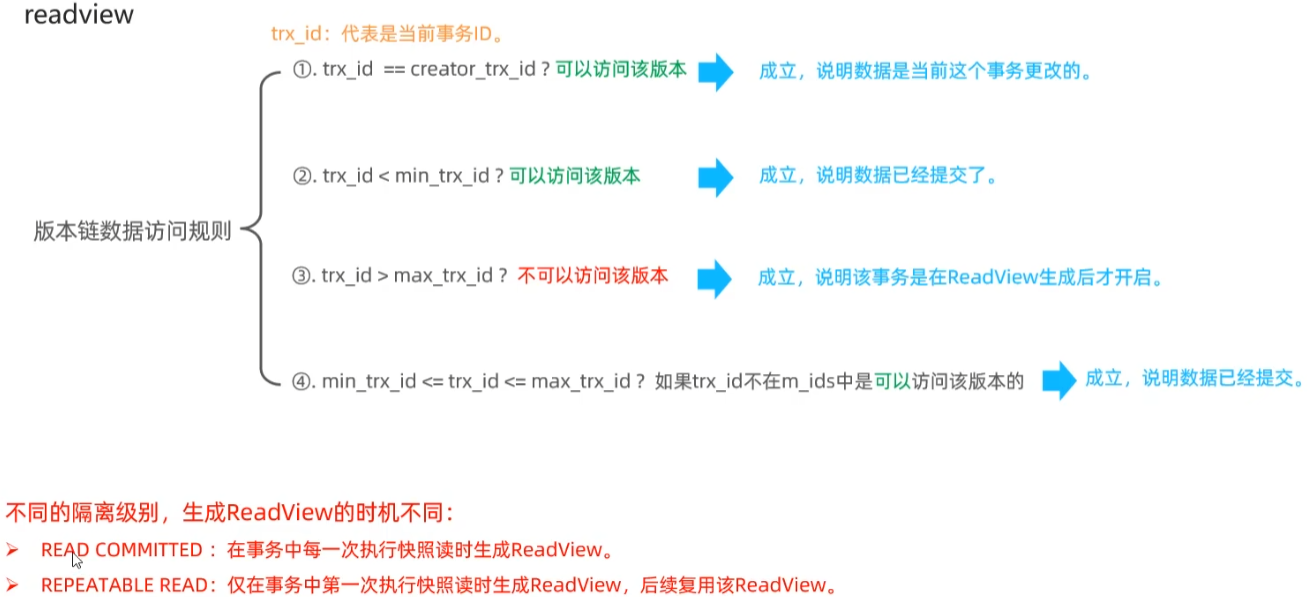 readview
trx_id：代表是当前事务ID。
①. trx_id == creator_trx_id ? 可以访问该版本 成立，说明数据是当前这个事务更改的。
②. trx_id < min_trx_id ? 可以访问该版本 成立，说明数据已经提交了。
版本链数据访问规则
③. trx_id > max_trx_id ? 不可以访问该版本 成立，说明该事务是在ReadView生成后才开启。
④. min_trx_id <= trx_id <= max_trx_id ? 如果trx_id不在m_ids中是可以访问该版本的 成立，说明数据已经提交。
不同的隔离级别，生成ReadView的时机不同：
➢ READ COMMITTED ：在事务中每一次执行快照读时生成ReadView。
➢ REPEATABLE READ：仅在事务中第一次执行快照读时生成ReadView，后续复用该ReadView。